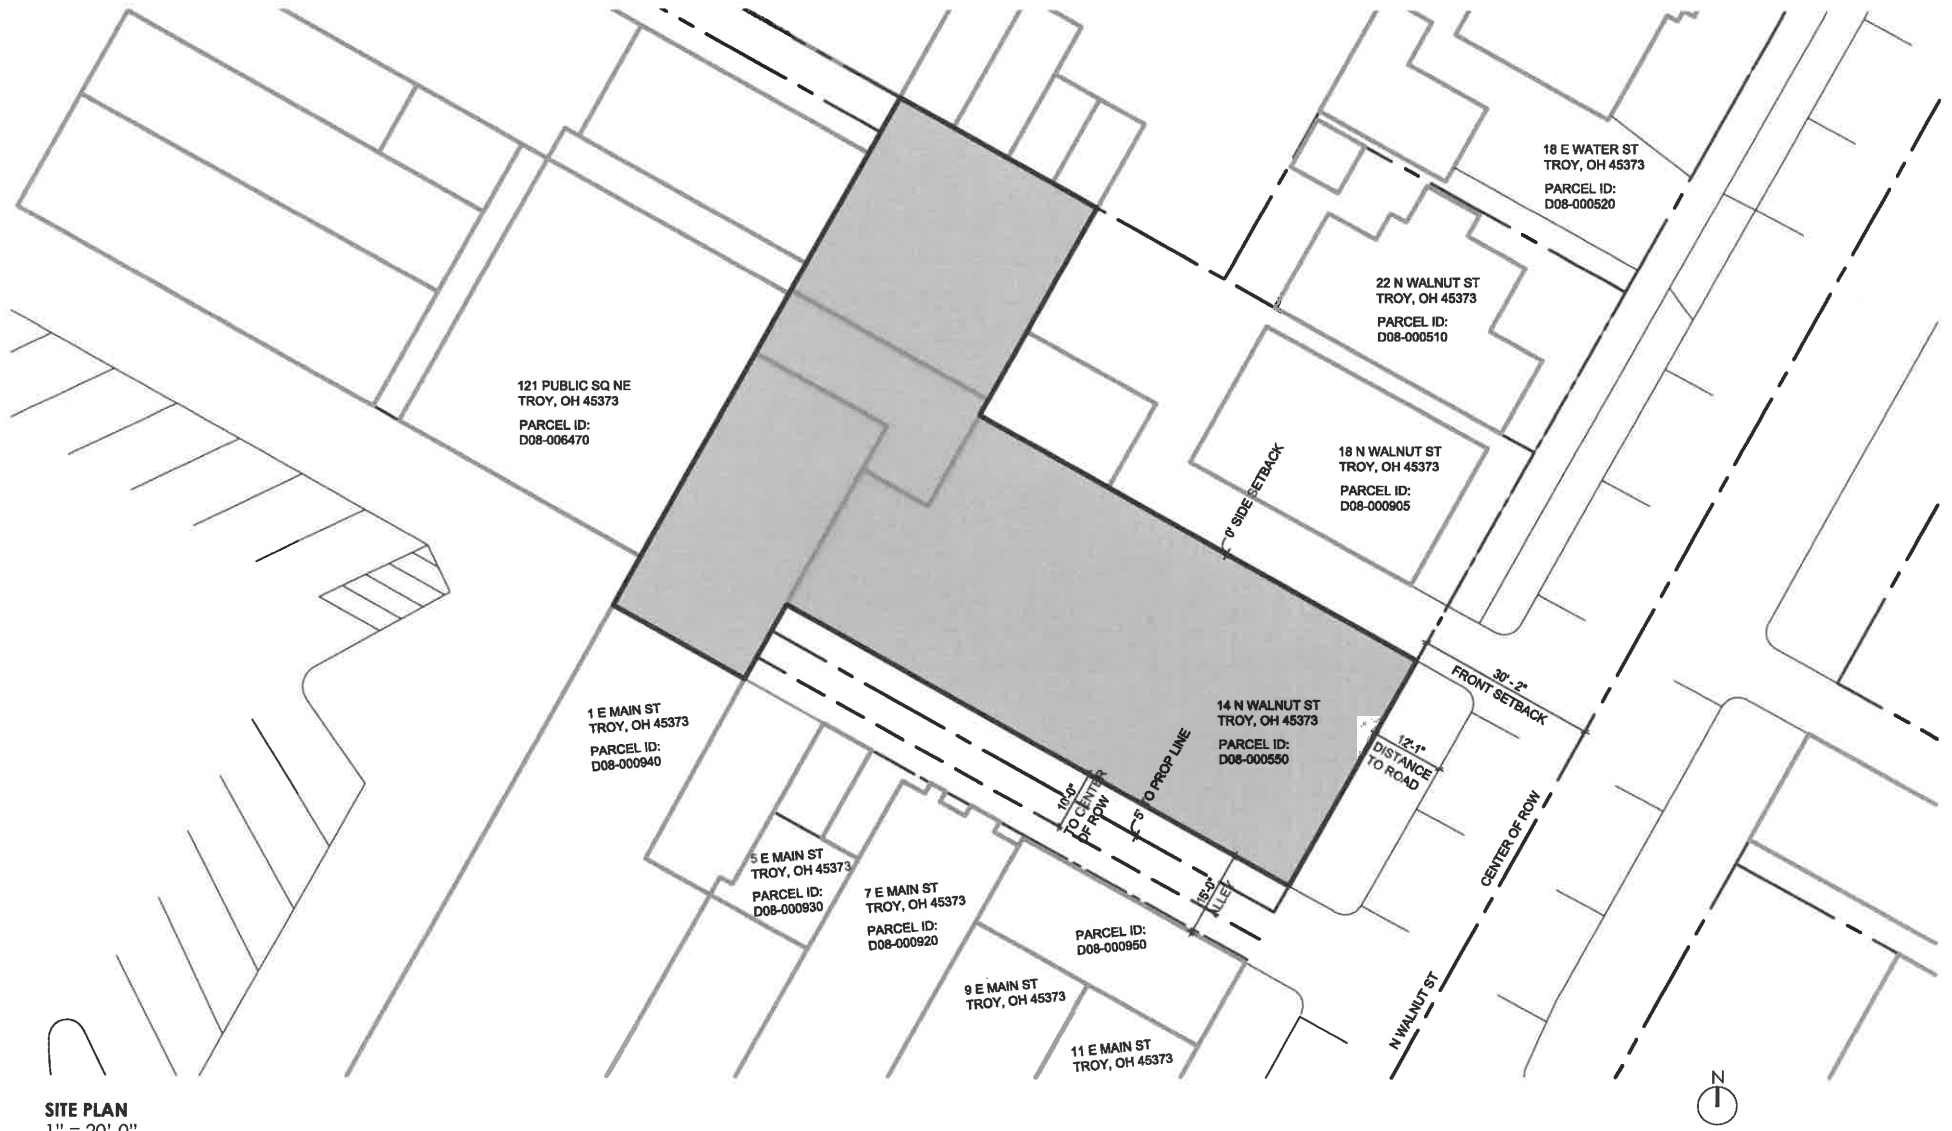 18 E WATER ST
TROY, OH 45373
PARCEL ID:
D08-000520
22 N WALNUT ST
TROY, OH 45373
PARCEL ID:
D08-000510
121 PUBLIC SQ NE
TROY, OH 45373
PARCEL ID:
D08-006470
18 N WALNUT ST
TROY, OH 45373
PARCEL ID:
D08-000905
0' SIDE SETBACK
30' - 2"
FRONT SETBACK
1 E MAIN ST
TROY, OH 45373
PARCEL ID:
D08-000940
14 N WALNUT ST
TROY, OH 45373
PARCEL ID:
D08-000550
12'-1"
DISTANCE
TO ROAD
5' TO PROP LINE
10'-0"
TO CENTER
OF ROW
CENTER OF ROW
5 E MAIN ST
TROY, OH 45373
PARCEL ID:
D08-000930
7 E MAIN ST
TROY, OH 45373
PARCEL ID:
D08-000920
15'-0"
ALLEY
PARCEL ID:
D08-000950
9 E MAIN ST
TROY, OH 45373
N WALNUT ST
11 E MAIN ST
TROY, OH 45373
N
SITE PLAN
1" = 20'-0"